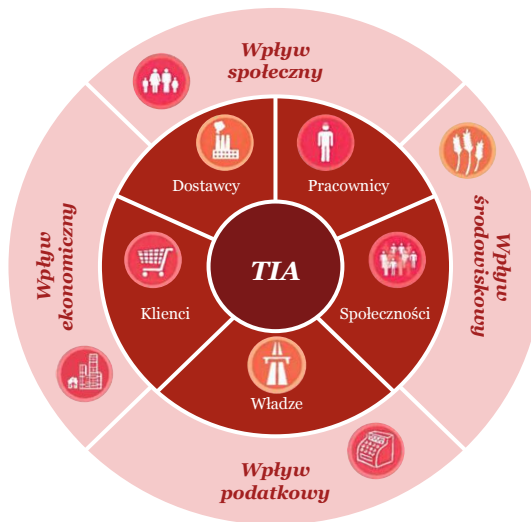 Wpływ
społeczny
Dostawcy
Pracownicy
Wpływ
ekonomiczny
Wpływ
środowiskowy
TIA
Klienci
Społeczności
Władze
Wpływ
podatkowy